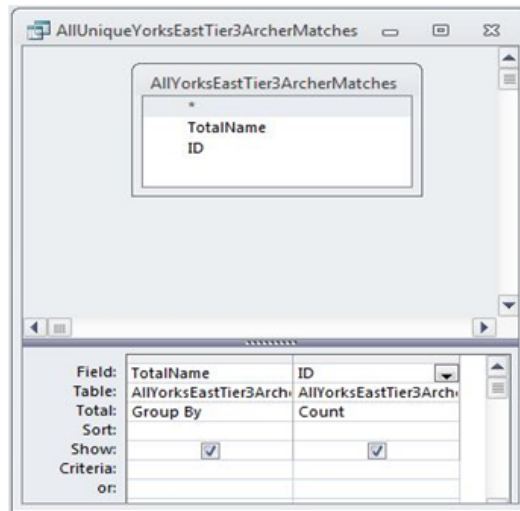 AllUniqueYorksEastTier3ArcherMatches
AllYorksEastTier3ArcherMatches
*
TotalName
ID
Field: TotalName ID
Table: AllYorksEastTier3Arch AllYorksEastTier3Arch
Total: Group By Count
Sort:
Show:
Criteria:
or: